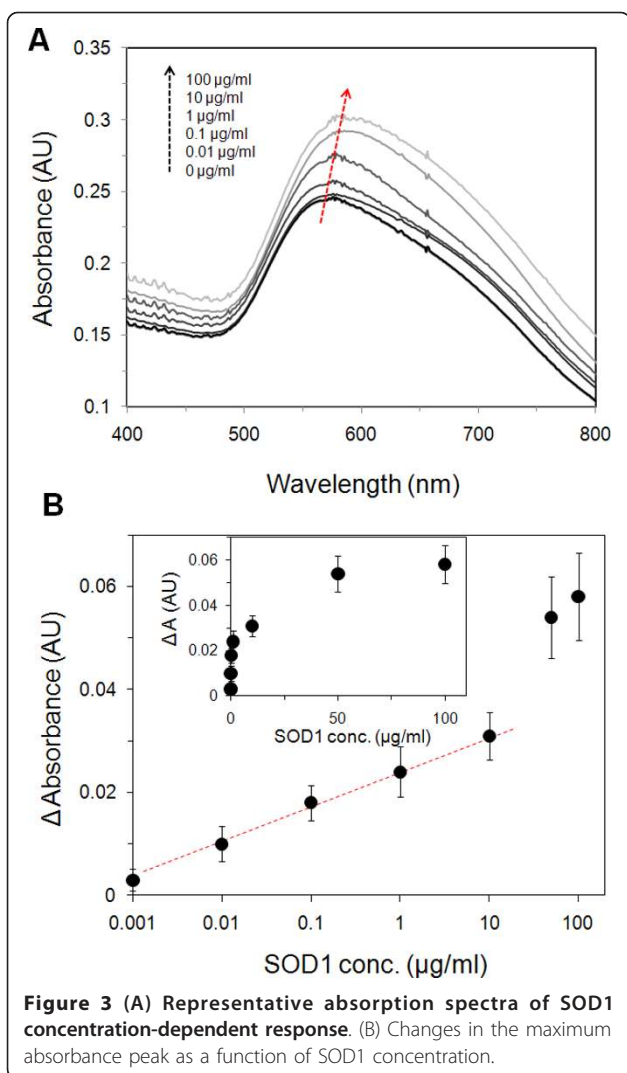 A
0.35
0.3
0.25
0.2
0.15
0.1
Absorbance (AU)
100 µg/ml
10 µg/ml
1 µg/ml
0.1 µg/ml
0.01 µg/ml
0 µg/ml
400 500 600 700 800
Wavelength (nm)
B
0.06
0.04
0.02
0
Δ Absorbance (AU)
0.06
0.04
0.02
0
Δ A (AU)
0 50 100
SOD1 conc. (µg/ml)
0.001 0.01 0.1 1 10 100
SOD1 conc. (µg/ml)
Figure 3 (A) Representative absorption spectra of SOD1
concentration-dependent response. (B) Changes in the maximum
absorbance peak as a function of SOD1 concentration.